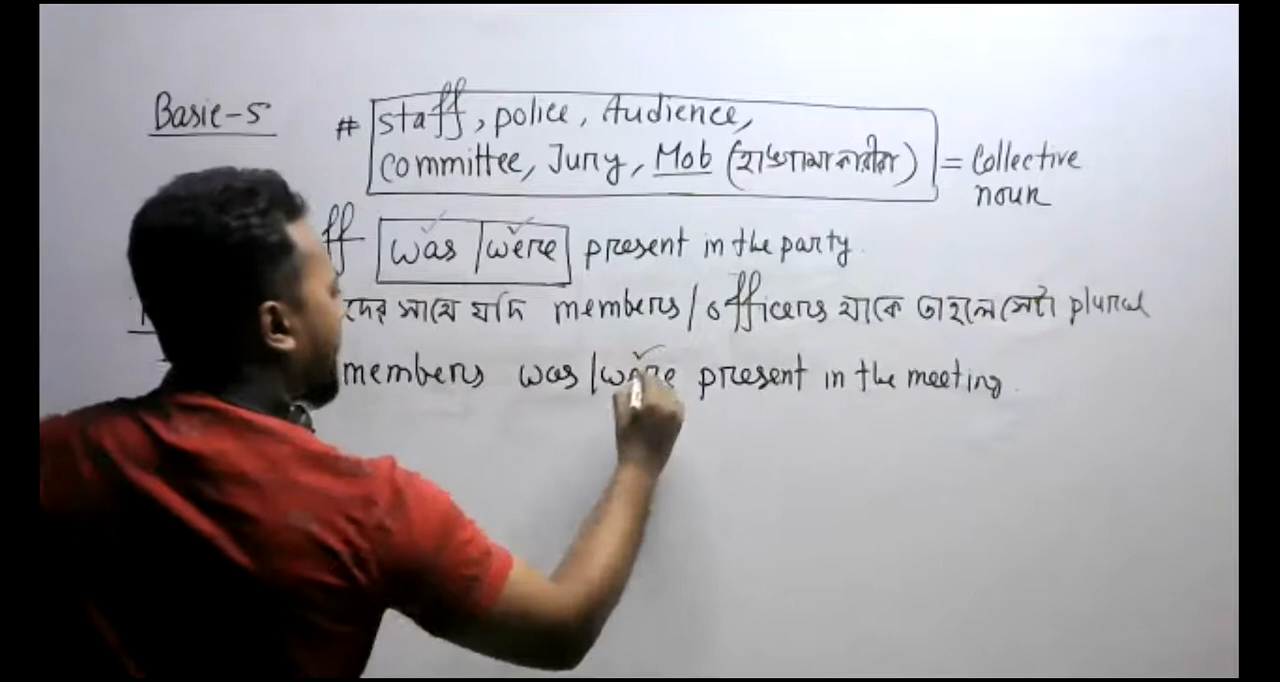 Basic-5
# staff, police, Audience,
committee, Jury, Mob (হাঙ্গামাকারীরা) = Collective noun
ff was / were present in the party.
দের সাথে যদি members / officers থাকে তাহলে সেটা plural
members was / were present in the meeting.